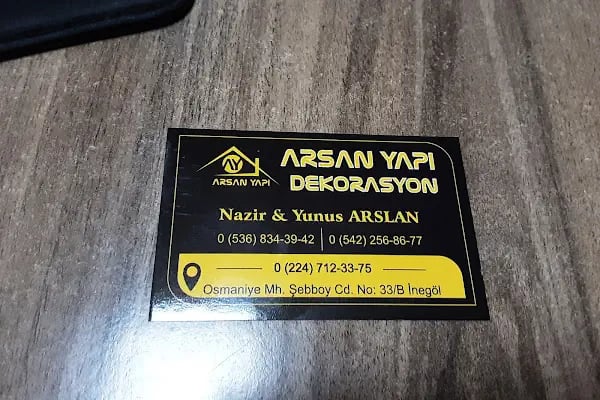 AY
ARSAN YAPI
ARSAN YAPI
DEKORASYON
Nazir & Yunus ARSLAN
0 (536) 834-39-42 | 0 (542) 256-86-77
0 (224) 712-33-75
Osmaniye Mh. Şebboy Cd. No: 33/B İnegöl